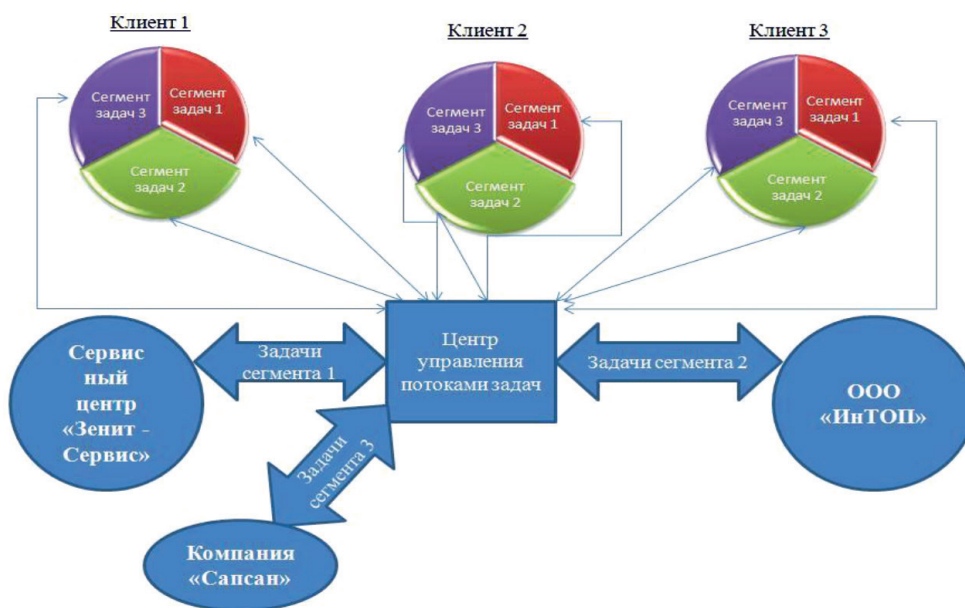 Клиент 1
Клиент 2
Клиент 3
Сегмент
задач 3
Сегмент
задач 1
Сегмент
задач 2
Сегмент
задач 3
Сегмент
задач 1
Сегмент
задач 2
Сегмент
задач 3
Сегмент
задач 1
Сегмент
задач 2
Сервис
ный
центр
«Зенит -
Сервис»
Задачи
сегмента 1
Центр
управления
потоками задач
Задачи сегмента 2
ООО
«ИнТОП»
Задачи
сегмента 3
Компания
«Сапсан»